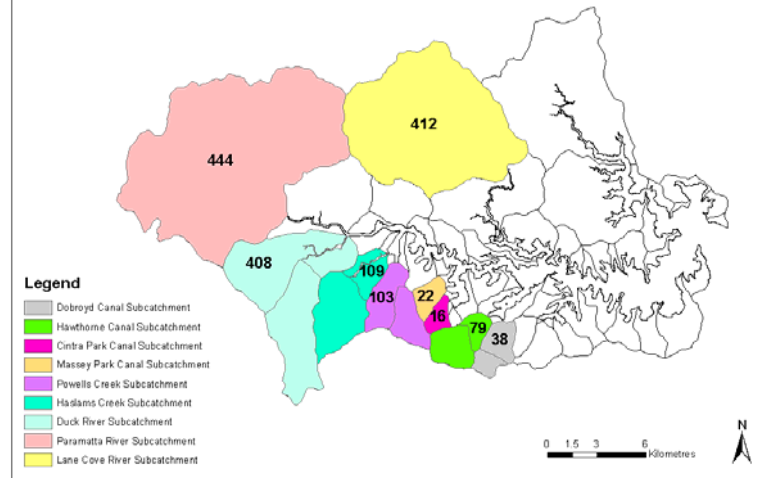 412
444
408
109
103
22
16
79
38
Legend
Dobroyd Canal Subcatchment
Hawthorne Canal Subcatchment
Cintra Park Canal Subcatchment
Massey Park Canal Subcatchment
Powells Creek Subcatchment
Haslams Creek Subcatchment
Duck River Subcatchment
Paramatta River Subcatchment
Lane Cove River Subcatchment
N
0 1.5 3 6
Kilometres